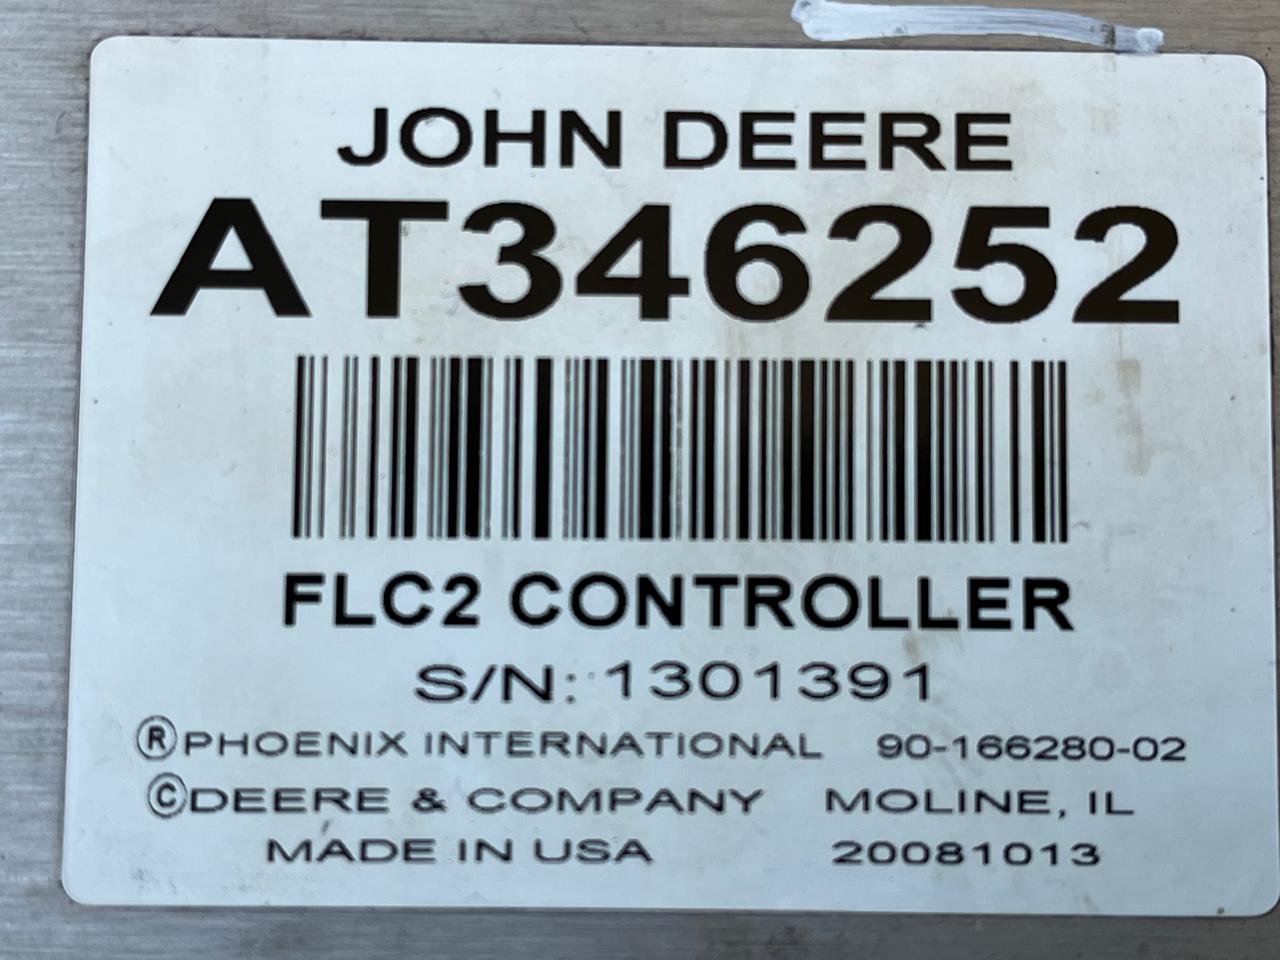 JOHN DEERE
AT346252
FLC2 CONTROLLER
S/N: 1301391
®PHOENIX INTERNATIONAL 90-166280-02
©DEERE & COMPANY MOLINE, IL
MADE IN USA 20081013